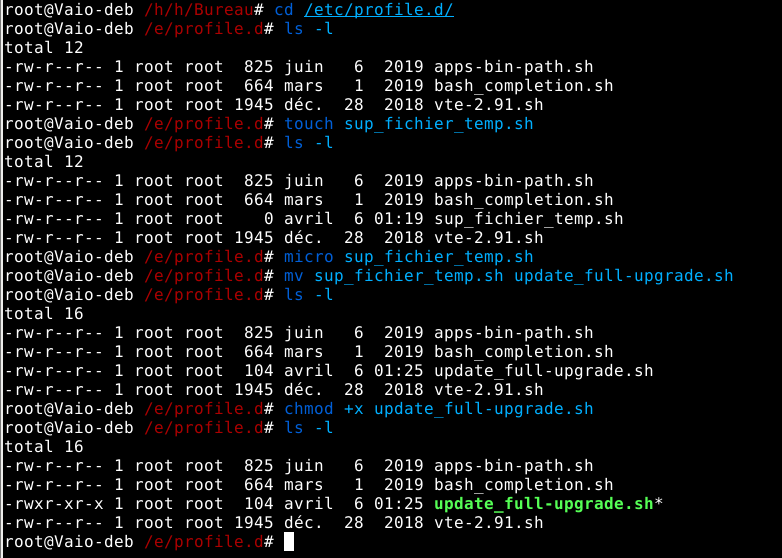 root@Vaio-deb /h/h/Bureau# cd /etc/profile.d/
root@Vaio-deb /e/profile.d# ls -l
total 12
-rw-r--r-- 1 root root  825 juin   6  2019 apps-bin-path.sh
-rw-r--r-- 1 root root  664 mars   1  2019 bash_completion.sh
-rw-r--r-- 1 root root 1945 déc.  28  2018 vte-2.91.sh
root@Vaio-deb /e/profile.d# touch sup_fichier_temp.sh
root@Vaio-deb /e/profile.d# ls -l
total 12
-rw-r--r-- 1 root root  825 juin   6  2019 apps-bin-path.sh
-rw-r--r-- 1 root root  664 mars   1  2019 bash_completion.sh
-rw-r--r-- 1 root root    0 avril  6 01:19 sup_fichier_temp.sh
-rw-r--r-- 1 root root 1945 déc.  28  2018 vte-2.91.sh
root@Vaio-deb /e/profile.d# micro sup_fichier_temp.sh
root@Vaio-deb /e/profile.d# mv sup_fichier_temp.sh update_full-upgrade.sh
root@Vaio-deb /e/profile.d# ls -l
total 16
-rw-r--r-- 1 root root  825 juin   6  2019 apps-bin-path.sh
-rw-r--r-- 1 root root  664 mars   1  2019 bash_completion.sh
-rw-r--r-- 1 root root  104 avril  6 01:25 update_full-upgrade.sh
-rw-r--r-- 1 root root 1945 déc.  28  2018 vte-2.91.sh
root@Vaio-deb /e/profile.d# chmod +x update_full-upgrade.sh
root@Vaio-deb /e/profile.d# ls -l
total 16
-rw-r--r-- 1 root root  825 juin   6  2019 apps-bin-path.sh
-rw-r--r-- 1 root root  664 mars   1  2019 bash_completion.sh
-rwxr-xr-x 1 root root  104 avril  6 01:25 update_full-upgrade.sh*
-rw-r--r-- 1 root root 1945 déc.  28  2018 vte-2.91.sh
root@Vaio-deb /e/profile.d#